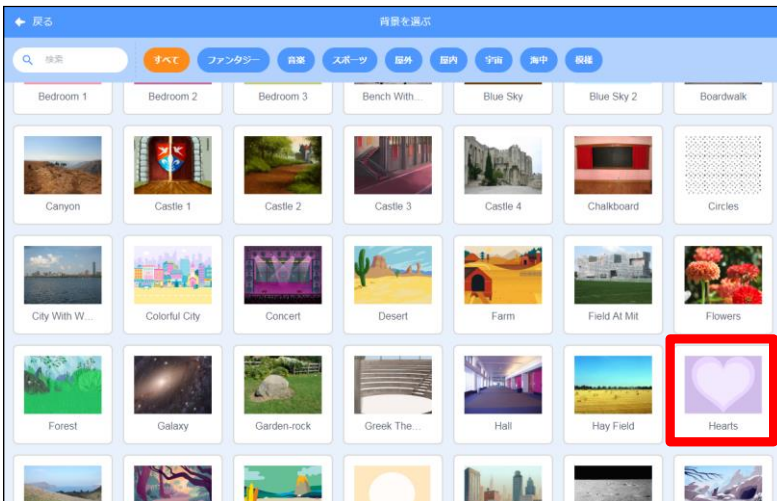 戻る
背景を選ぶ
検索
すべて
ファンタジー
音楽
スポーツ
屋外
屋内
宇宙
海中
模様
Bedroom 1
Bedroom 2
Bedroom 3
Bench With...
Blue Sky
Blue Sky 2
Boardwalk
Canyon
Castle 1
Castle 2
Castle 3
Castle 4
Chalkboard
Circles
City With W...
Colorful City
Concert
Desert
Farm
Field At Mit
Flowers
Forest
Galaxy
Garden-rock
Greek The...
Hall
Hay Field
Hearts